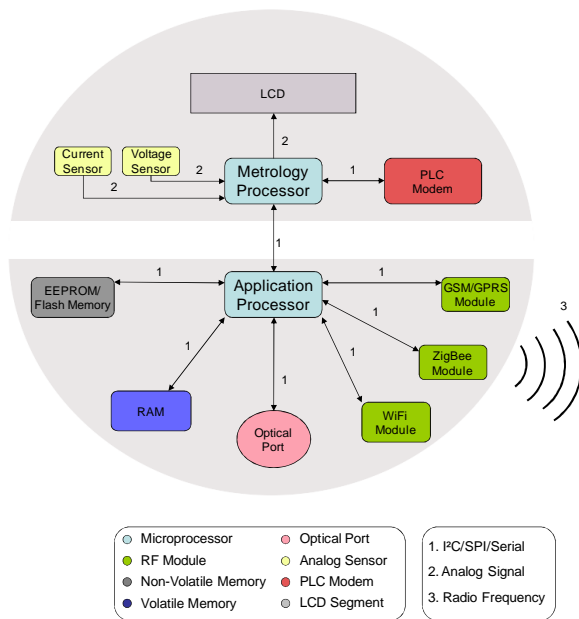 LCD
2
Current
Sensor
Voltage
Sensor
2
2
Metrology
Processor
1
PLC
Modem
1
EEPROM/
Flash Memory
1
Application
Processor
1
GSM/GPRS
Module
3
1
1
1
1
ZigBee
Module
RAM
Optical
Port
WiFi
Module
Microprocessor
RF Module
Non-Volatile Memory
Volatile Memory
Optical Port
Analog Sensor
PLC Modem
LCD Segment
1. I²C/SPI/Serial
2. Analog Signal
3. Radio Frequency